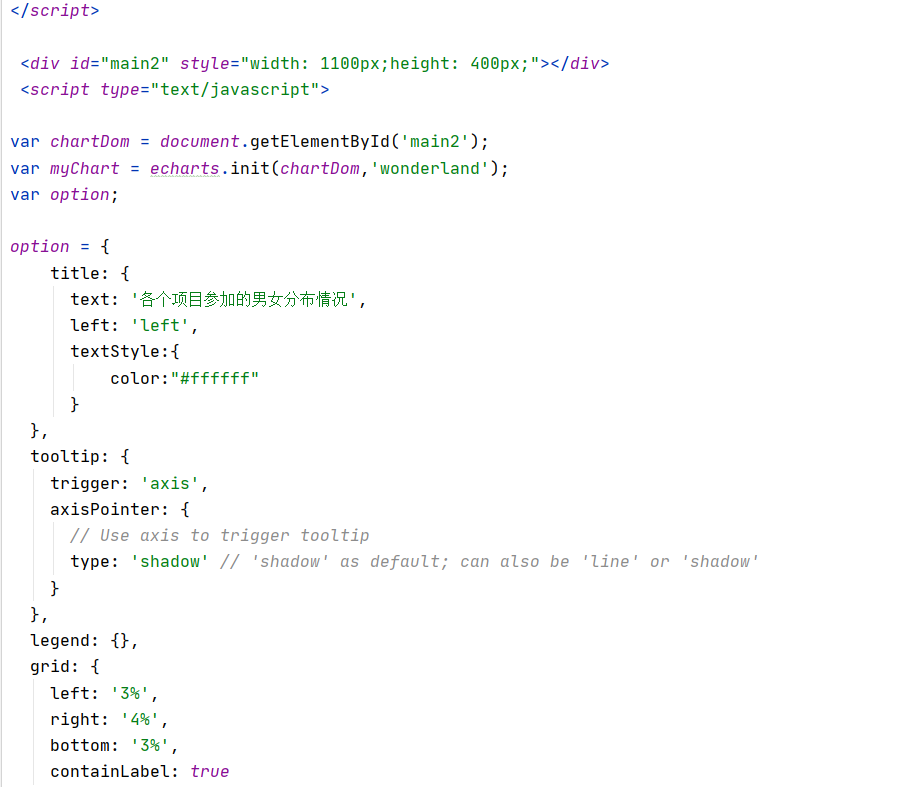 </script>
<div id="main2" style="width: 1100px;height: 400px;"></div>
<script type="text/javascript">
var chartDom = document.getElementById('main2');
var myChart = echarts.init(chartDom,'wonderland');
var option;
option = {
title: {
text: '各个项目参加的男女分布情况',
left: 'left',
textStyle:{
color:"#ffffff"
}
},
tooltip: {
trigger: 'axis',
axisPointer: {
// Use axis to trigger tooltip
type: 'shadow' // 'shadow' as default; can also be 'line' or 'shadow'
}
},
legend: {},
grid: {
left: '3%',
right: '4%',
bottom: '3%',
containLabel: true